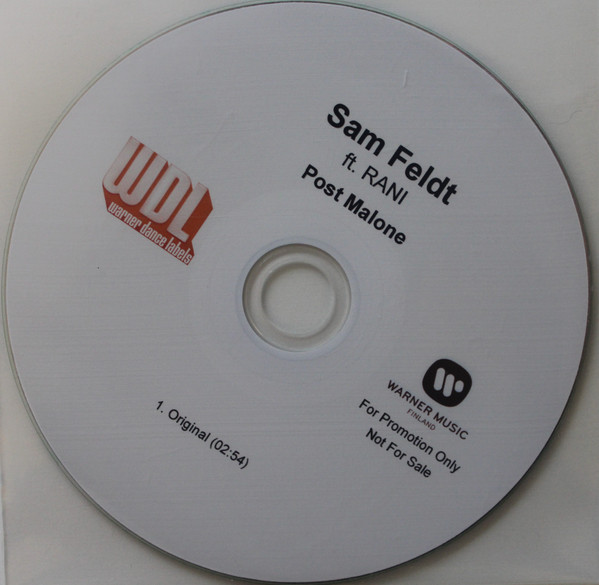 Sam Feldt
ft. RANI
Post Malone
WDL
warner dance labels
1. Original (02:54)
WARNER MUSIC
FINLAND
For Promotion Only
Not For Sale